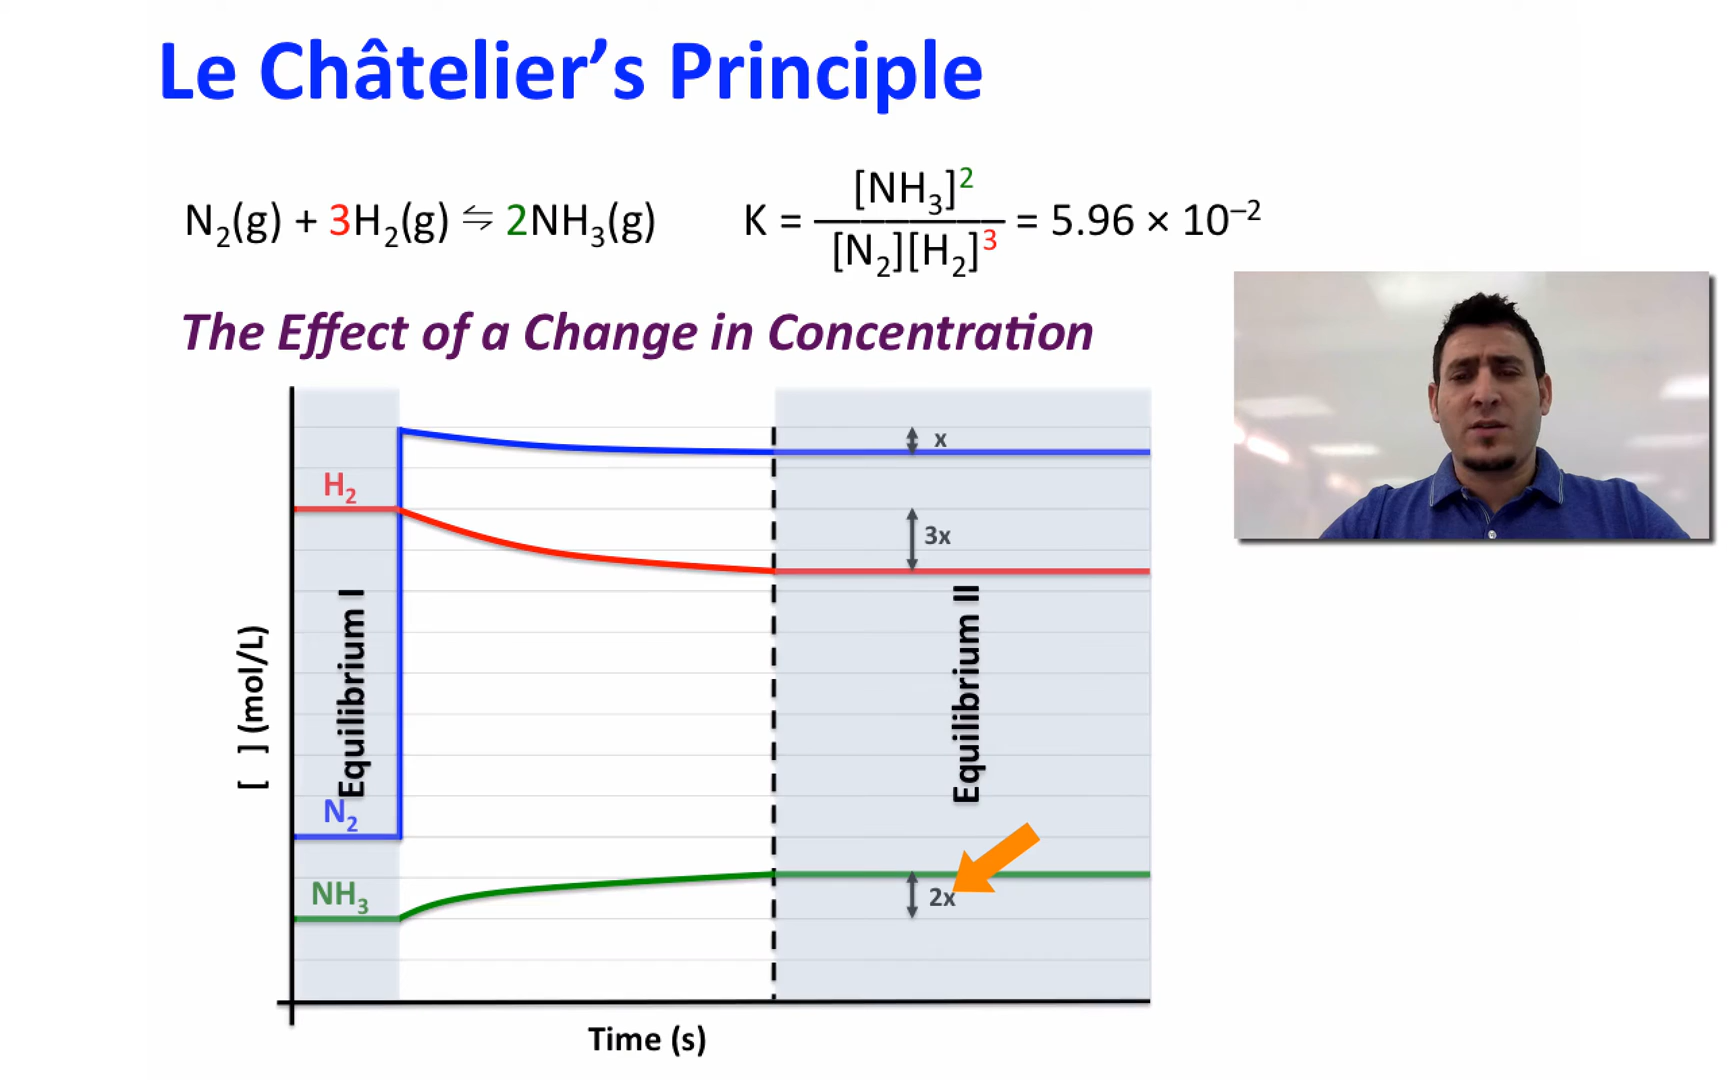 Le Châtelier’s Principle
N₂(g) + 3H₂(g) ⇋ 2NH₃(g)
K = [NH₃]² / [N₂][H₂]³ = 5.96 × 10⁻²
The Effect of a Change in Concentration
x
H₂
3x
Equilibrium I
Equilibrium II
[ ] (mol/L)
N₂
NH₃
2x
Time (s)